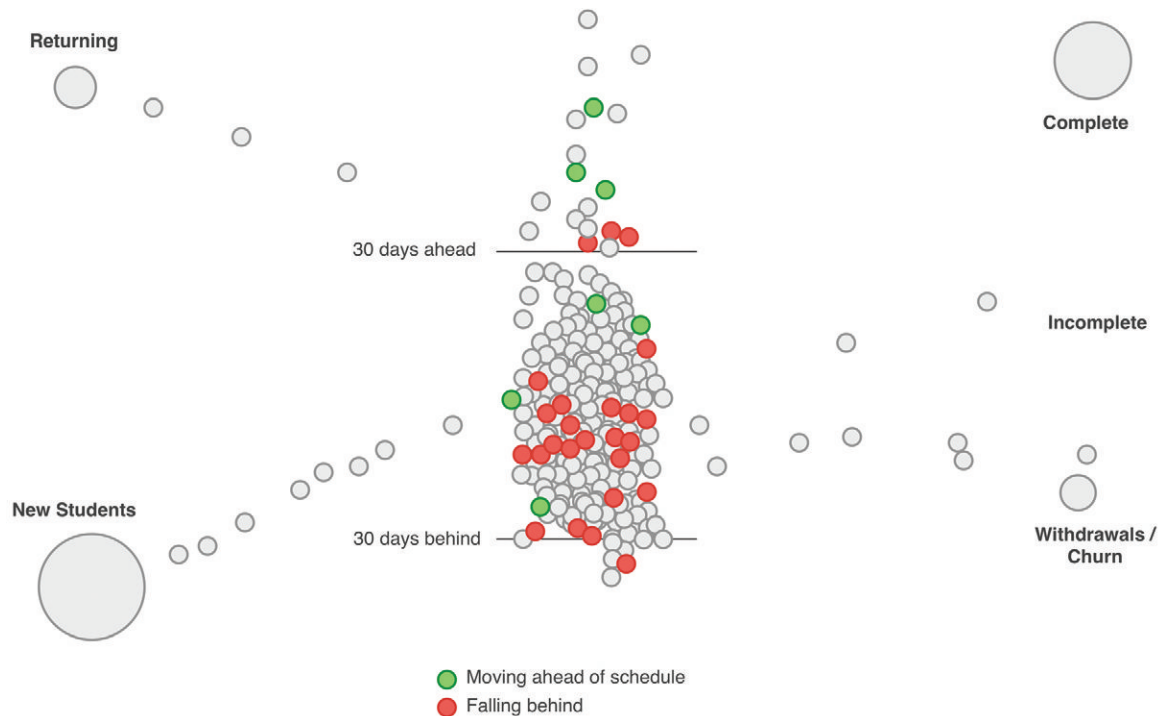 Returning
Complete
30 days ahead
Incomplete
New Students
30 days behind
Withdrawals /
Churn
Moving ahead of schedule
Falling behind